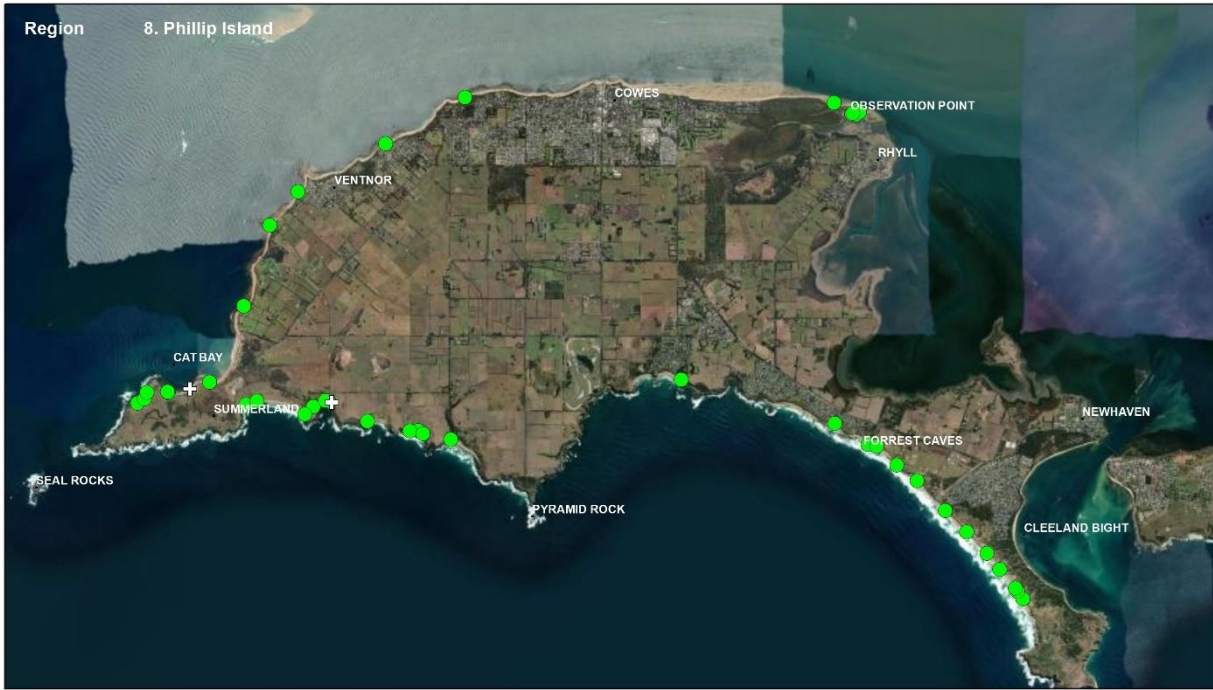 Region 8. Phillip Island
COWES
OBSERVATION POINT
RHYLL
VENTNOR
CAT BAY
SUMMERLAND
NEWHAVEN
FORREST CAVES
SEAL ROCKS
PYRAMID ROCK
CLEELAND BIGHT